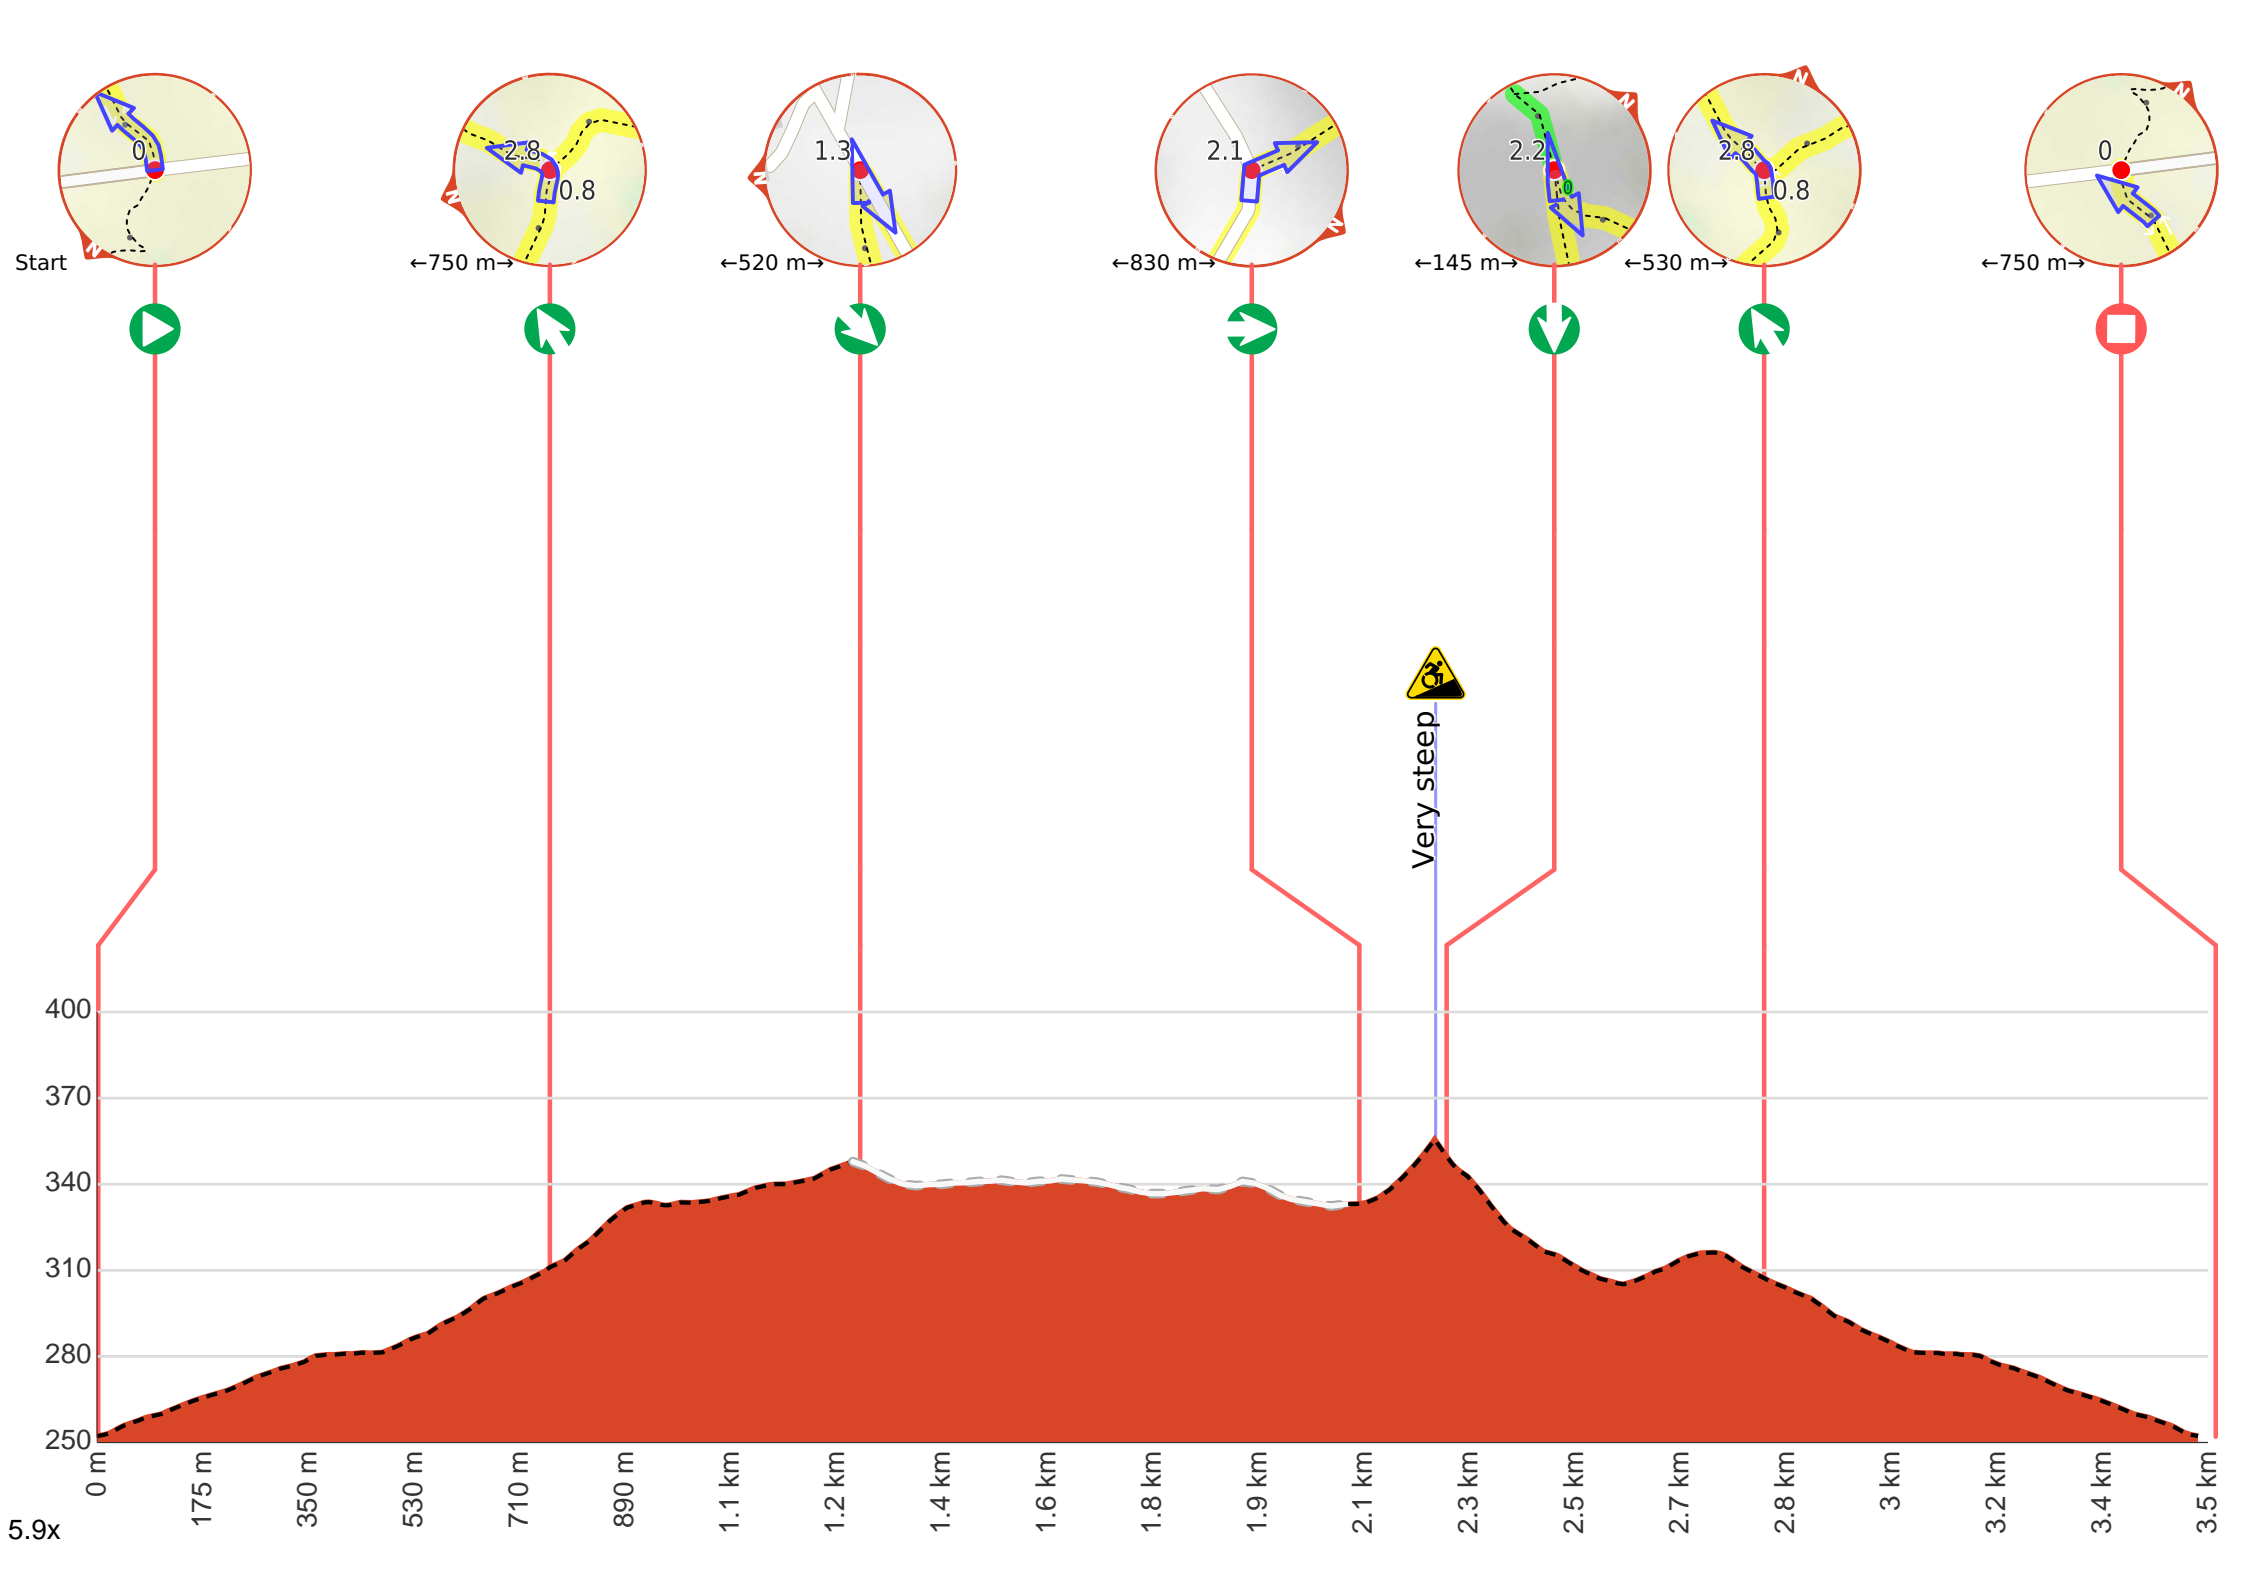 N
N
N
N
N
N
N
0
2.8
0.8
1.3
2.1
2.2
0
2.8
0.8
0
Start
←750 m→
←520 m→
←830 m→
←145 m→
←530 m→
←750 m→
Very steep
400
370
340
310
280
250
0 m
175 m
350 m
530 m
710 m
890 m
1.1 km
1.2 km
1.4 km
1.6 km
1.8 km
1.9 km
2.1 km
2.3 km
2.5 km
2.7 km
2.8 km
3 km
3.2 km
3.4 km
3.5 km
5.9x